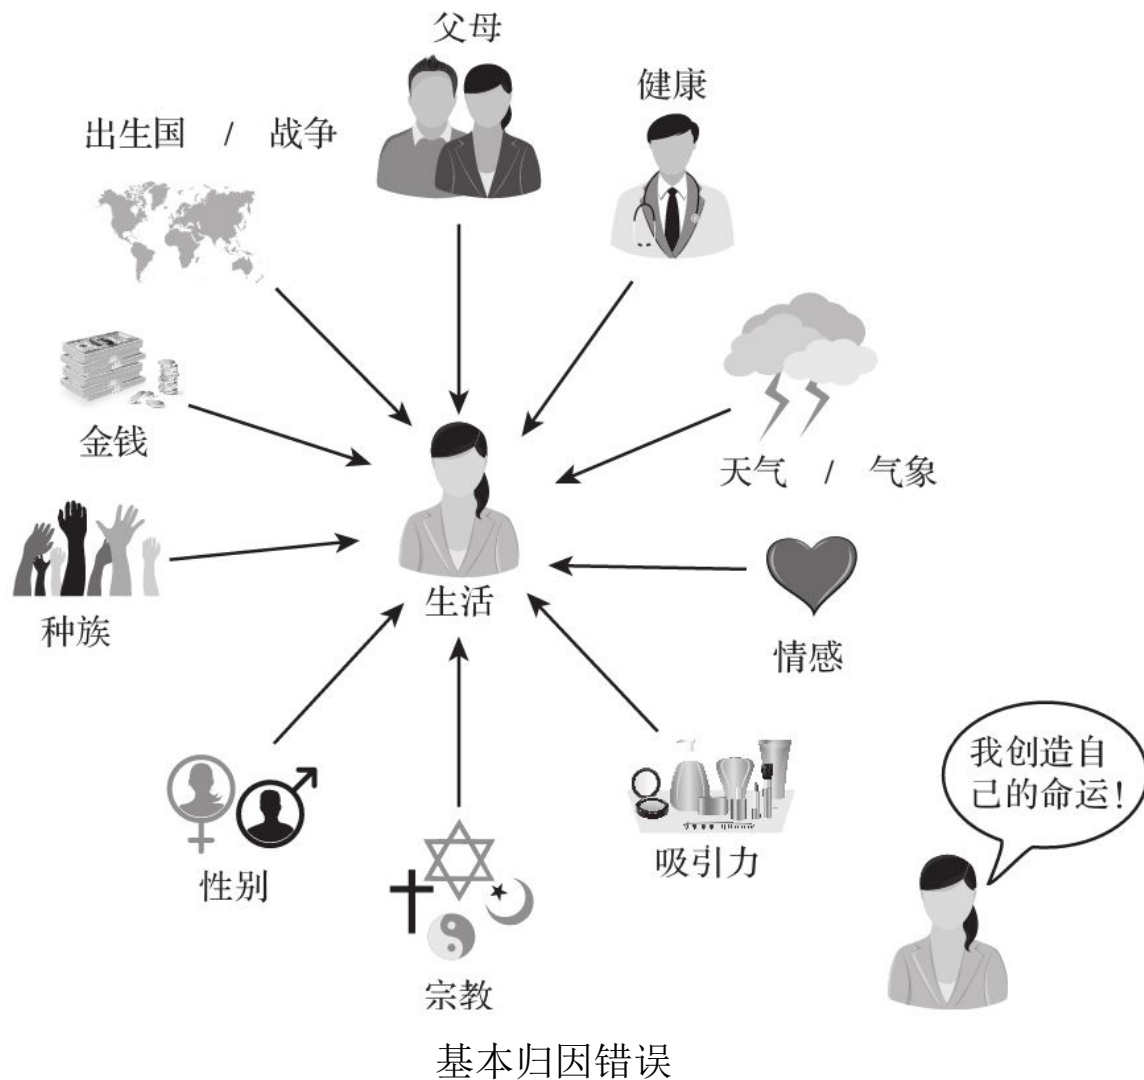 父母
健康
出生国 / 战争
金钱
天气 / 气象
种族
生活
情感
我创造自
己的命运！
性别
吸引力
宗教
基本归因错误